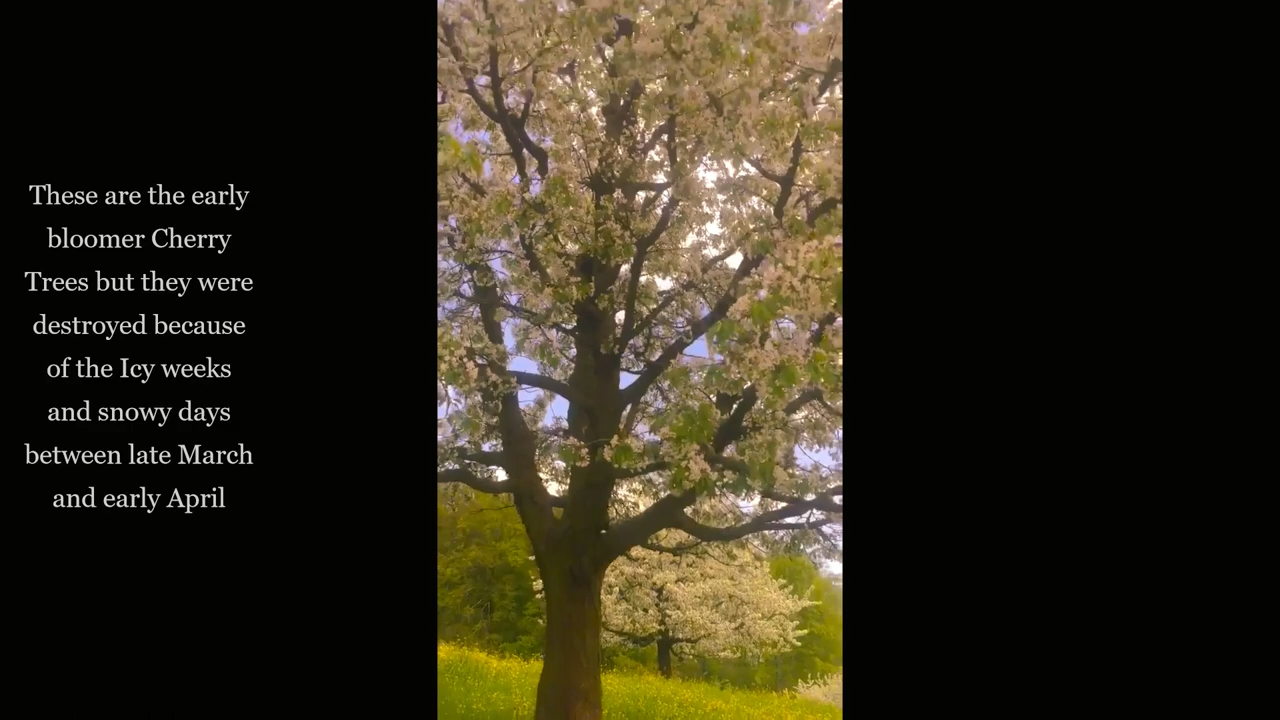 These are the early
bloomer Cherry
Trees but they were
destroyed because
of the Icy weeks
and snowy days
between late March
and early April